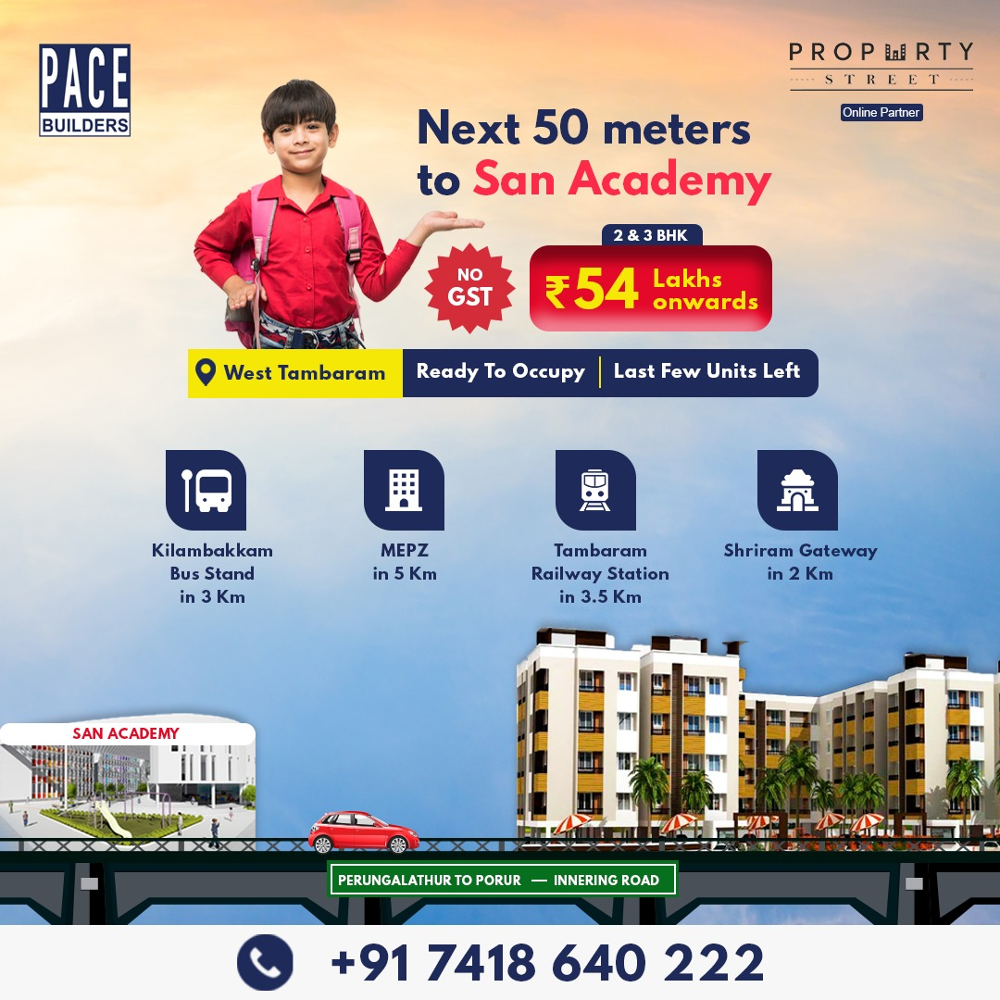 PACE
BUILDERS
PROPERTY
STREET
Online Partner
Next 50 meters
to San Academy
2 & 3 BHK
NO
GST
₹54 Lakhs
onwards
West Tambaram
Ready To Occupy
Last Few Units Left
Kilambakkam
Bus Stand
in 3 Km
MEPZ
in 5 Km
Tambaram
Railway Station
in 3.5 Km
Shriram Gateway
in 2 Km
SAN ACADEMY
PERUNGALATHUR TO PORUR — INNERING ROAD
+91 7418 640 222